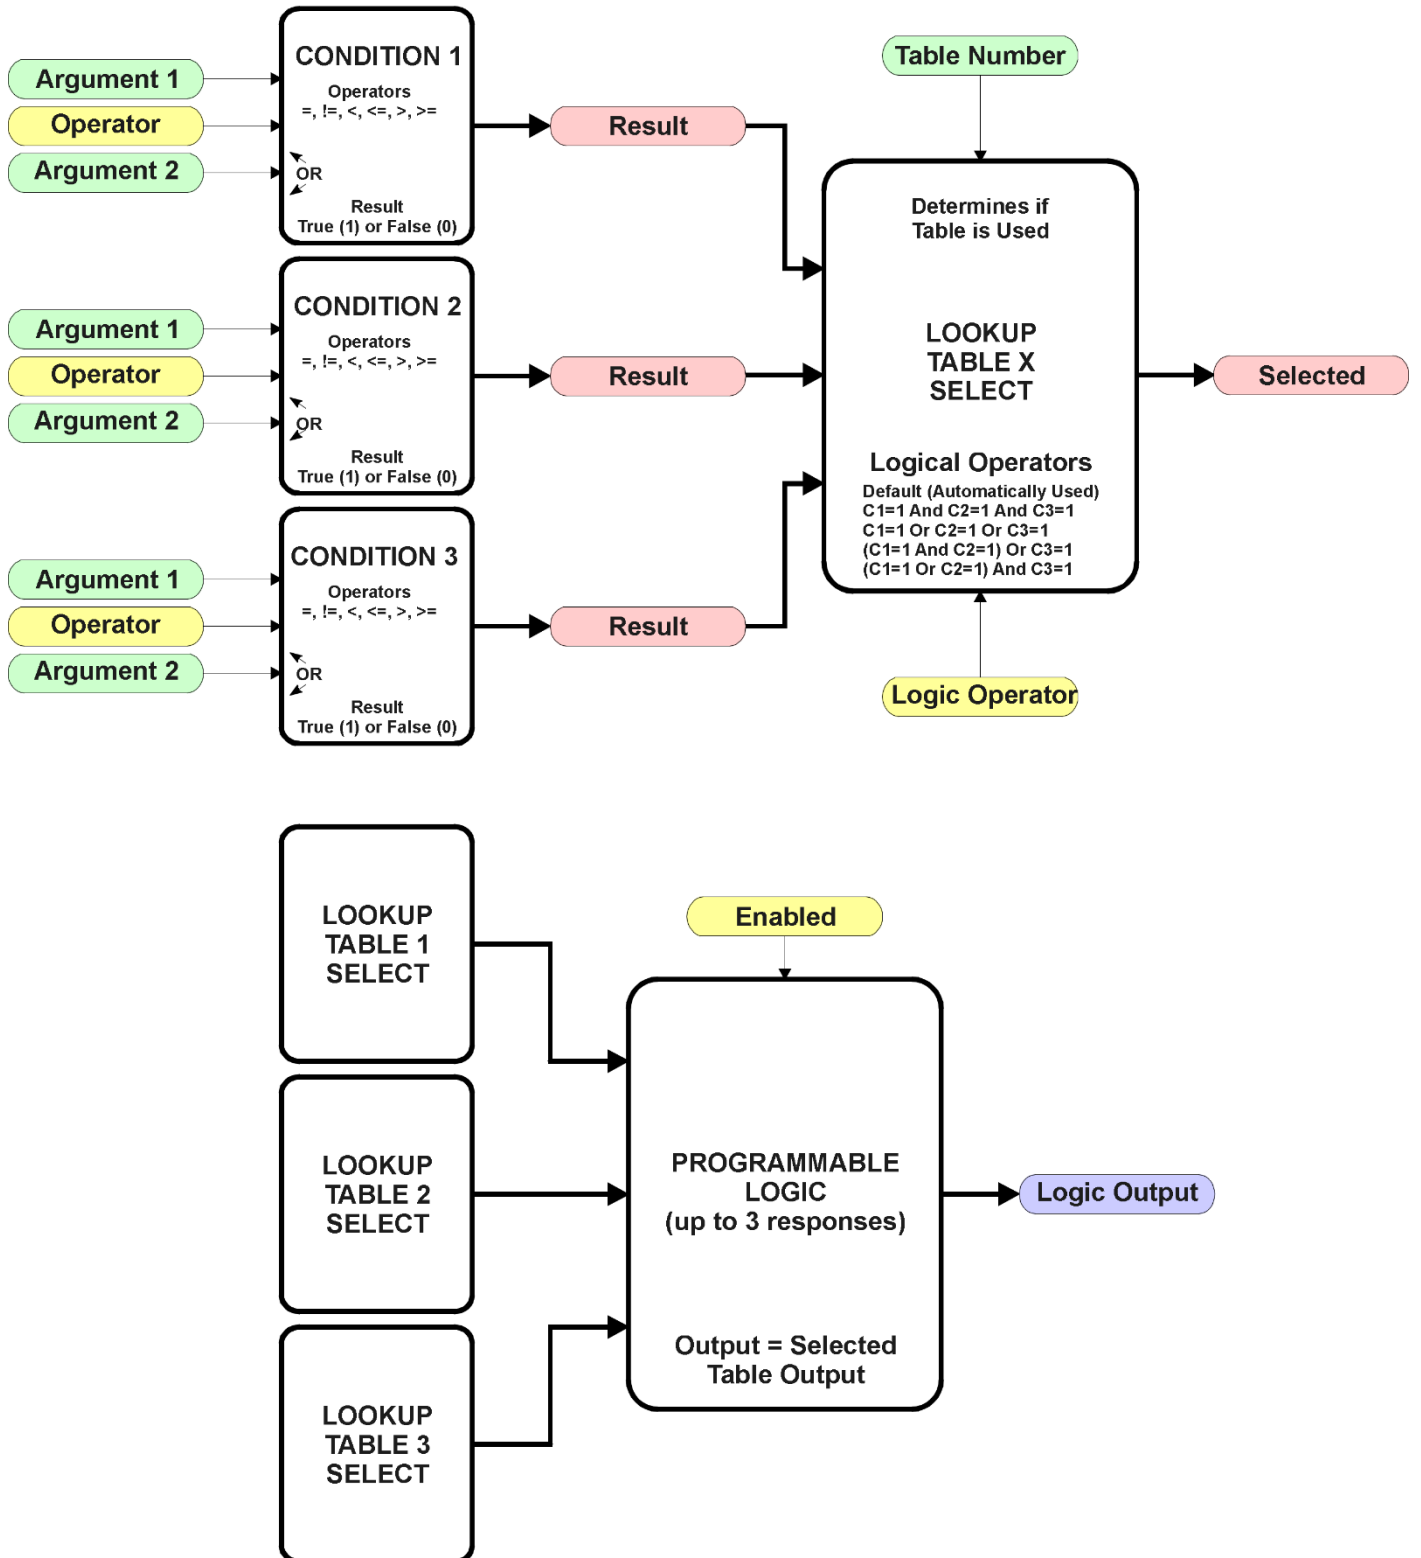 Argument 1
Operator
Argument 2
CONDITION 1
Operators
=, !=, <, <=, >, >=
OR
Result
True (1) or False (0)
Result
Argument 1
Operator
Argument 2
CONDITION 2
Operators
=, !=, <, <=, >, >=
OR
Result
True (1) or False (0)
Result
Argument 1
Operator
Argument 2
CONDITION 3
Operators
=, !=, <, <=, >, >=
OR
Result
True (1) or False (0)
Result
Table Number
Determines if
Table is Used
LOOKUP
TABLE X
SELECT
Logical Operators
Default (Automatically Used)
C1=1 And C2=1 And C3=1
C1=1 Or C2=1 Or C3=1
(C1=1 And C2=1) Or C3=1
(C1=1 Or C2=1) And C3=1
Logic Operator
Selected
LOOKUP
TABLE 1
SELECT
LOOKUP
TABLE 2
SELECT
LOOKUP
TABLE 3
SELECT
Enabled
PROGRAMMABLE
LOGIC
(up to 3 responses)
Output = Selected
Table Output
Logic Output